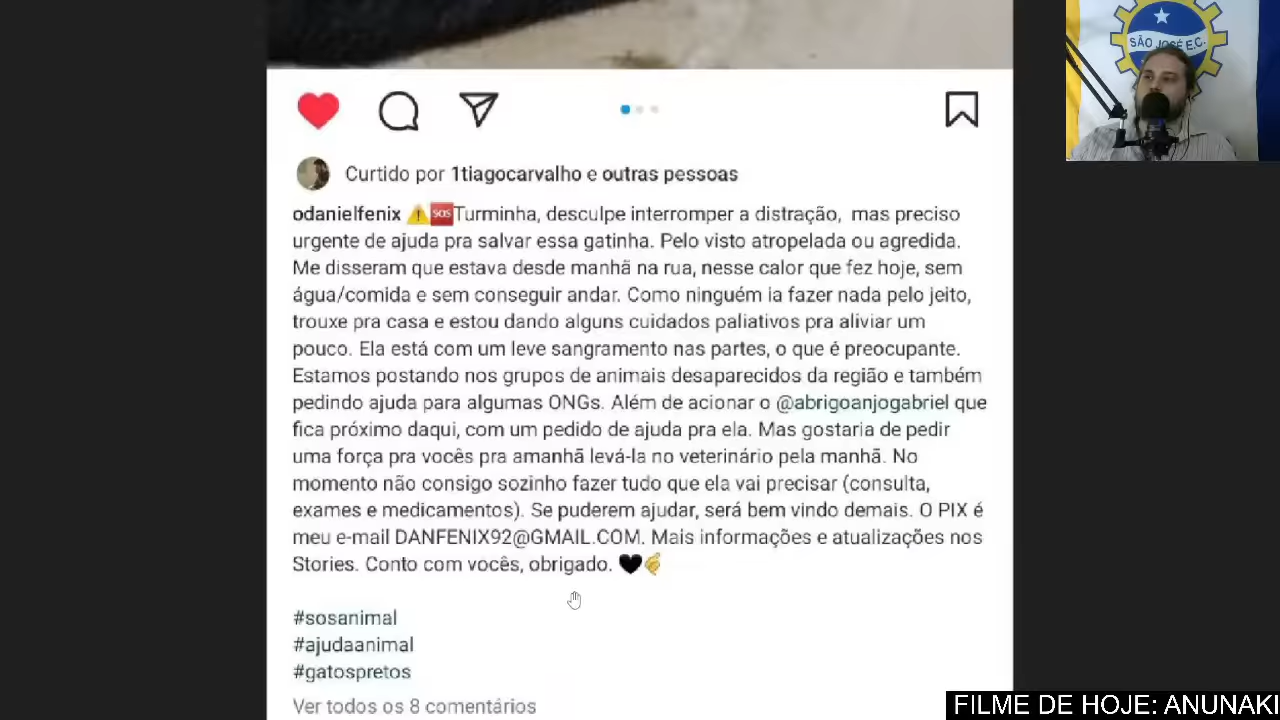 SÃO JOSÉ E.C.
Curtido por 1tiagocarvalho e outras pessoas
odanielfenix ⚠️🆘Turminha, desculpe interromper a distração, mas preciso
urgente de ajuda pra salvar essa gatinha. Pelo visto atropelada ou agredida.
Me disseram que estava desde manhã na rua, nesse calor que fez hoje, sem
água/comida e sem conseguir andar. Como ninguém ia fazer nada pelo jeito,
trouxe pra casa e estou dando alguns cuidados paliativos pra aliviar um
pouco. Ela está com um leve sangramento nas partes, o que é preocupante.
Estamos postando nos grupos de animais desaparecidos da região e também
pedindo ajuda para algumas ONGs. Além de acionar o @abrigoanjogabriel que
fica próximo daqui, com um pedido de ajuda pra ela. Mas gostaria de pedir
uma força pra vocês pra amanhã levá-la no veterinário pela manhã. No
momento não consigo sozinho fazer tudo que ela vai precisar (consulta,
exames e medicamentos). Se puderem ajudar, será bem vindo demais. O PIX é
meu e-mail DANFENIX92@GMAIL.COM. Mais informações e atualizações nos
Stories. Conto com vocês, obrigado. 🖤🤌
#sosanimal
#ajudaanimal
#gatospretos
Ver todos os 8 comentários
FILME DE HOJE: ANUNAKI